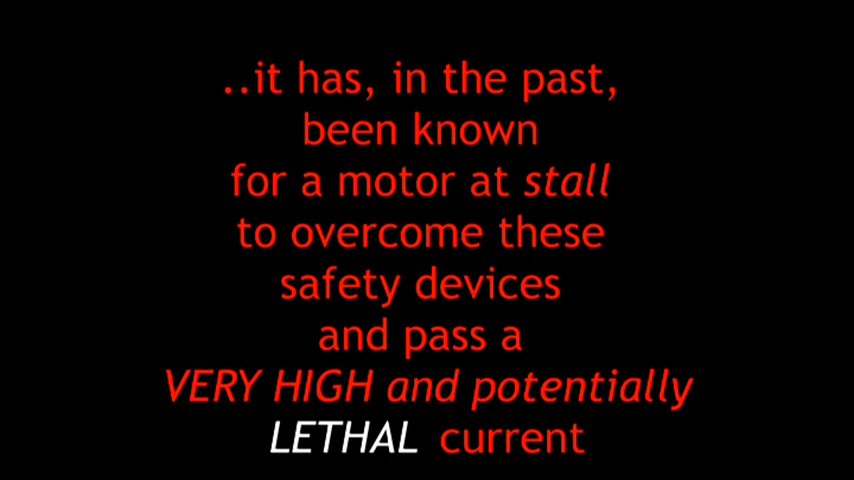 ..it has, in the past,
been known
for a motor at stall
to overcome these
safety devices
and pass a
VERY HIGH and potentially
LETHAL current